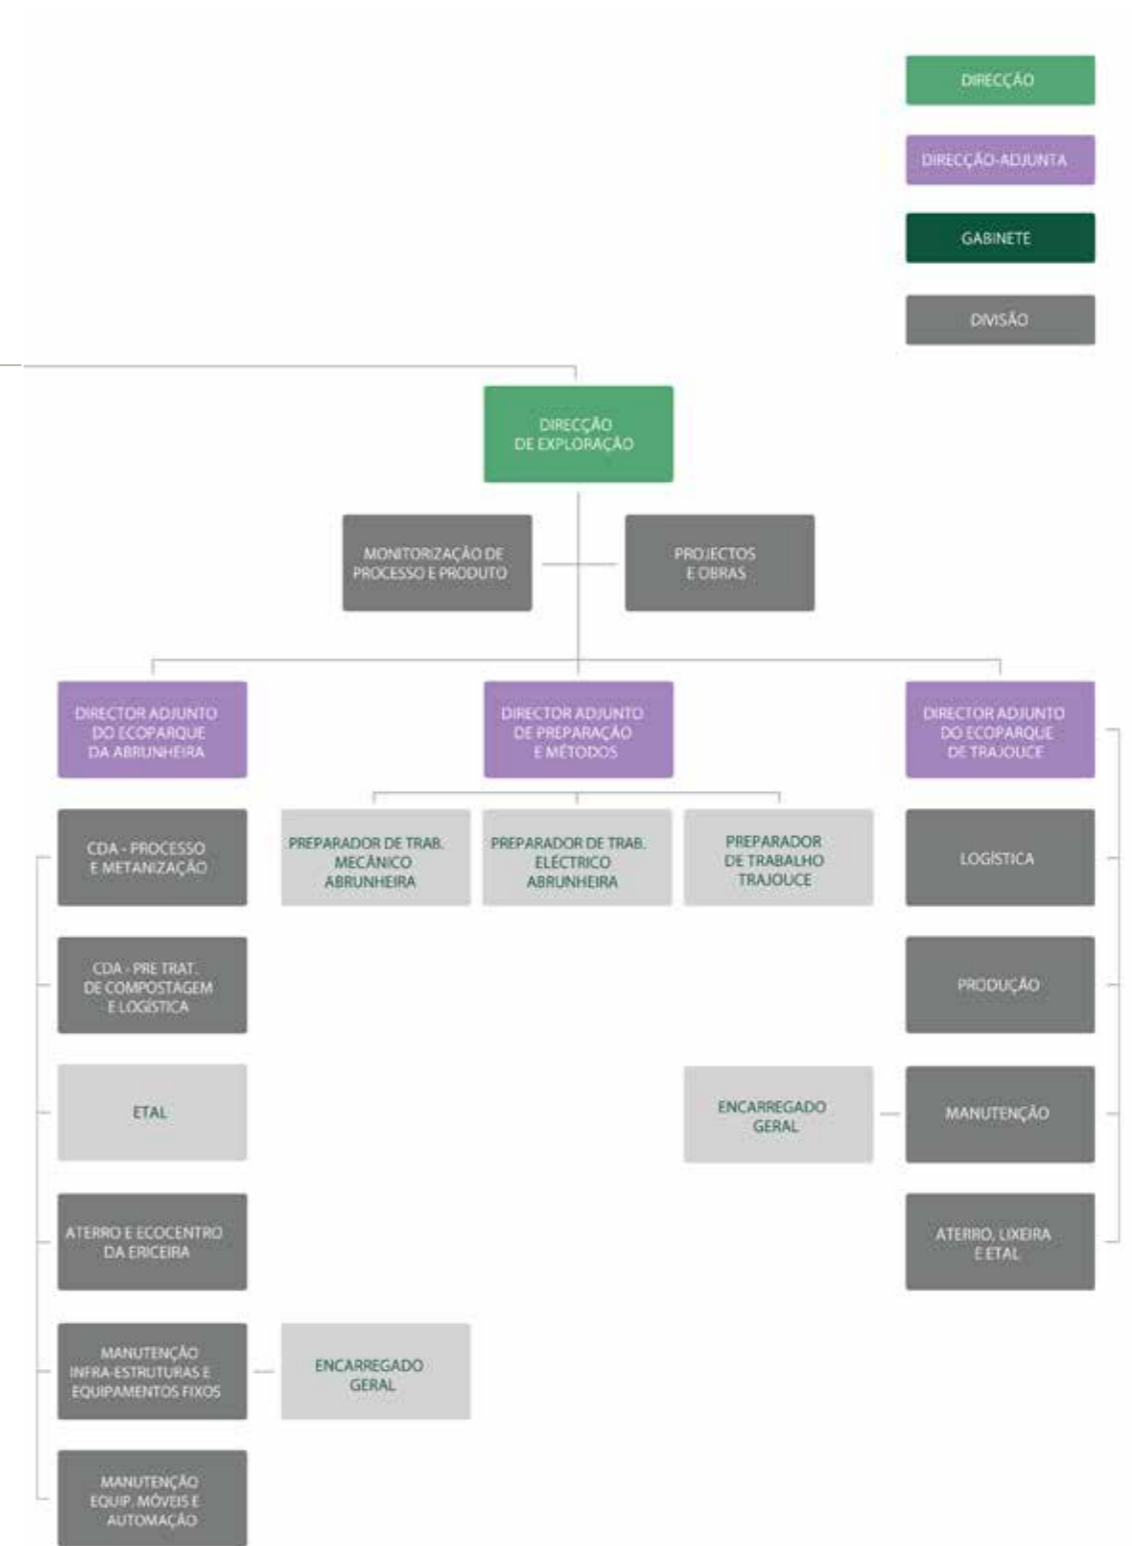 DIRECÇÃO
DIRECÇÃO-ADJUNTA
GABINETE
DIVISÃO
DIRECÇÃO
DE EXPLORAÇÃO
MONITORIZAÇÃO DE
PROCESSO E PRODUTO
PROJECTOS
E OBRAS
DIRECTOR ADJUNTO
DO ECOPARQUE
DA ABRUNHEIRA
DIRECTOR ADJUNTO
DE PREPARAÇÃO
E MÉTODOS
DIRECTOR ADJUNTO
DO ECOPARQUE
DE TRAJOUCE
CDA - PROCESSO
E METANIZAÇÃO
PREPARADOR DE TRAB.
MECÂNICO
ABRUNHEIRA
PREPARADOR DE TRAB.
ELÉCTRICO
ABRUNHEIRA
PREPARADOR
DE TRABALHO
TRAJOUCE
LOGÍSTICA
CDA - PRE TRAT.
DE COMPOSTAGEM
E LOGÍSTICA
PRODUÇÃO
ETAL
ENCARREGADO
GERAL
MANUTENÇÃO
ATERRO E ECOCENTRO
DA ERICEIRA
ATERRO, LIXEIRA
E ETAL
MANUTENÇÃO
INFRA-ESTRUTURAS E
EQUIPAMENTOS FIXOS
ENCARREGADO
GERAL
MANUTENÇÃO
EQUIP. MÓVEIS E
AUTOMAÇÃO